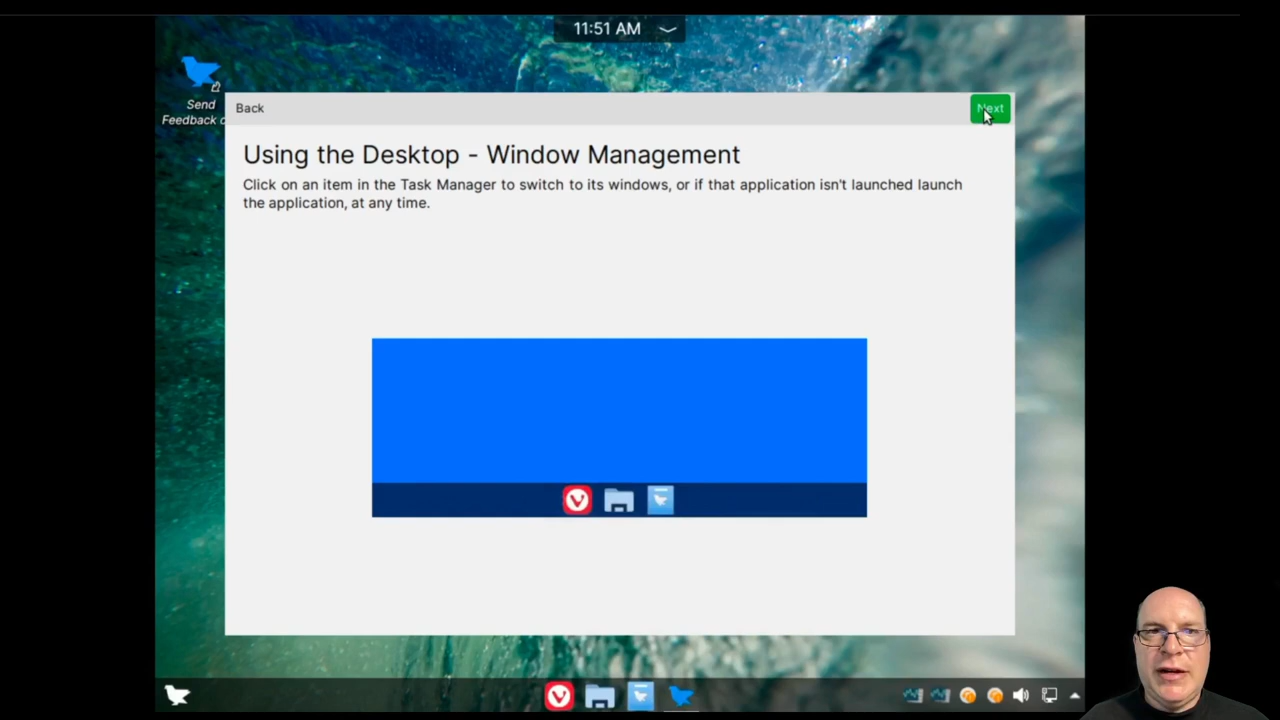 11:51 AM
Send
Feedback
Back
Next
Using the Desktop - Window Management
Click on an item in the Task Manager to switch to its windows, or if that application isn't launched launch
the application, at any time.